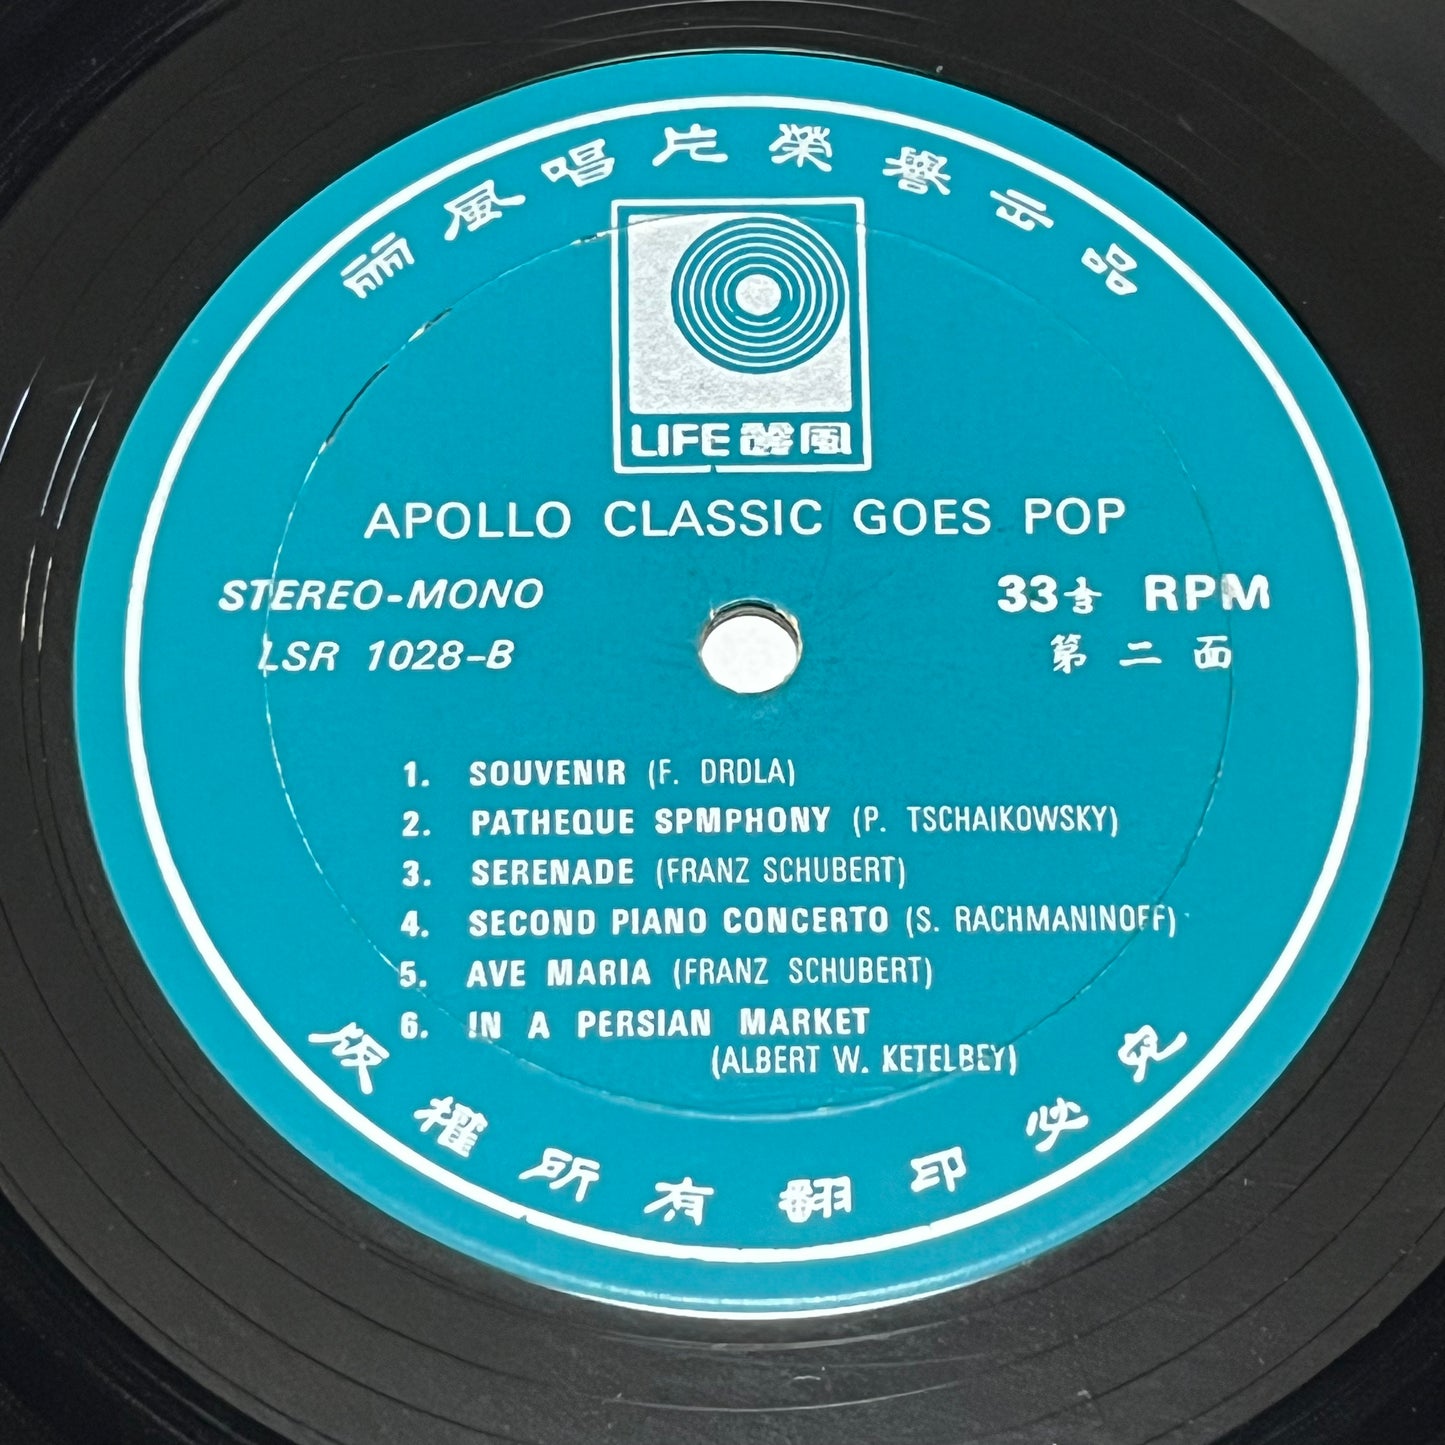 丽風唱片榮譽出品
LIFE 麗風
APOLLO CLASSIC GOES POP
STEREO-MONO
33⅓ RPM
LSR 1028-B
第二面
1. SOUVENIR (F. DRDLA)
2. PATHEQUE SPMPHONY (P. TSCHAIKOWSKY)
3. SERENADE (FRANZ SCHUBERT)
4. SECOND PIANO CONCERTO (S. RACHMANINOFF)
5. AVE MARIA (FRANZ SCHUBERT)
6. IN A PERSIAN MARKET
(ALBERT W. KETELBEY)
版權所有翻印必究